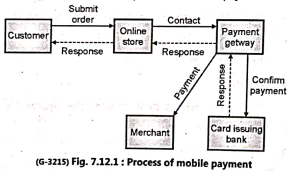 Submit
order
Contact
Customer
Online
store
Payment
getway
Response
Response
Payment
Response
Confirm
payment
Merchant
Card issuing
bank
(G-3215) Fig. 7.12.1 : Process of mobile payment